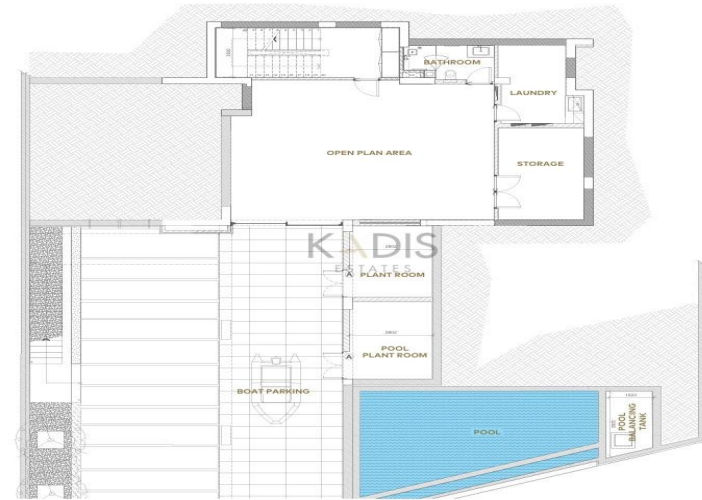 BATHROOM
LAUNDRY
OPEN PLAN AREA
STORAGE
KADIS
ESTATES
PLANT ROOM
POOL
PLANT ROOM
BOAT PARKING
POOL
POOL
BALANCING
TANK